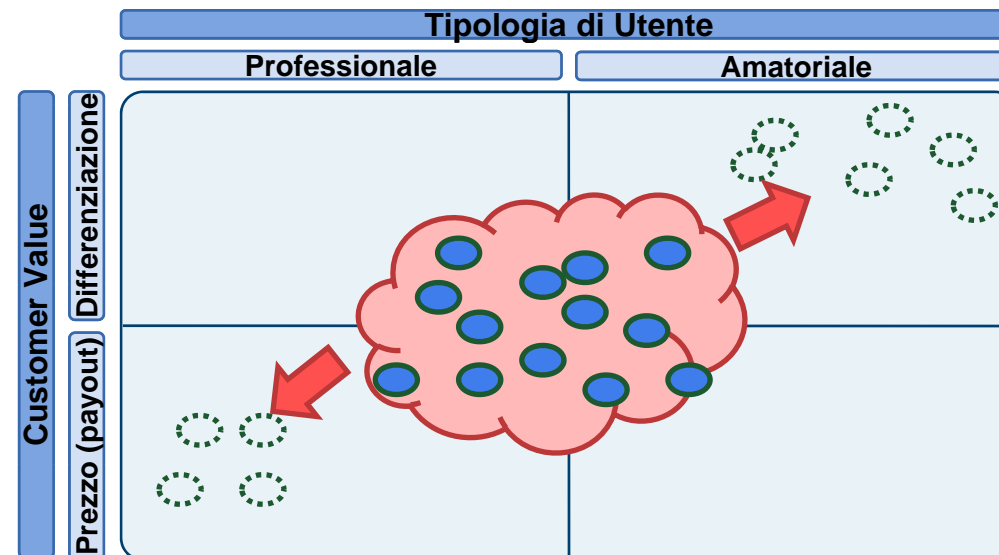 Tipologia di Utente
Professionale
Amatoriale
Customer Value
Differenziazione
Prezzo (payout)